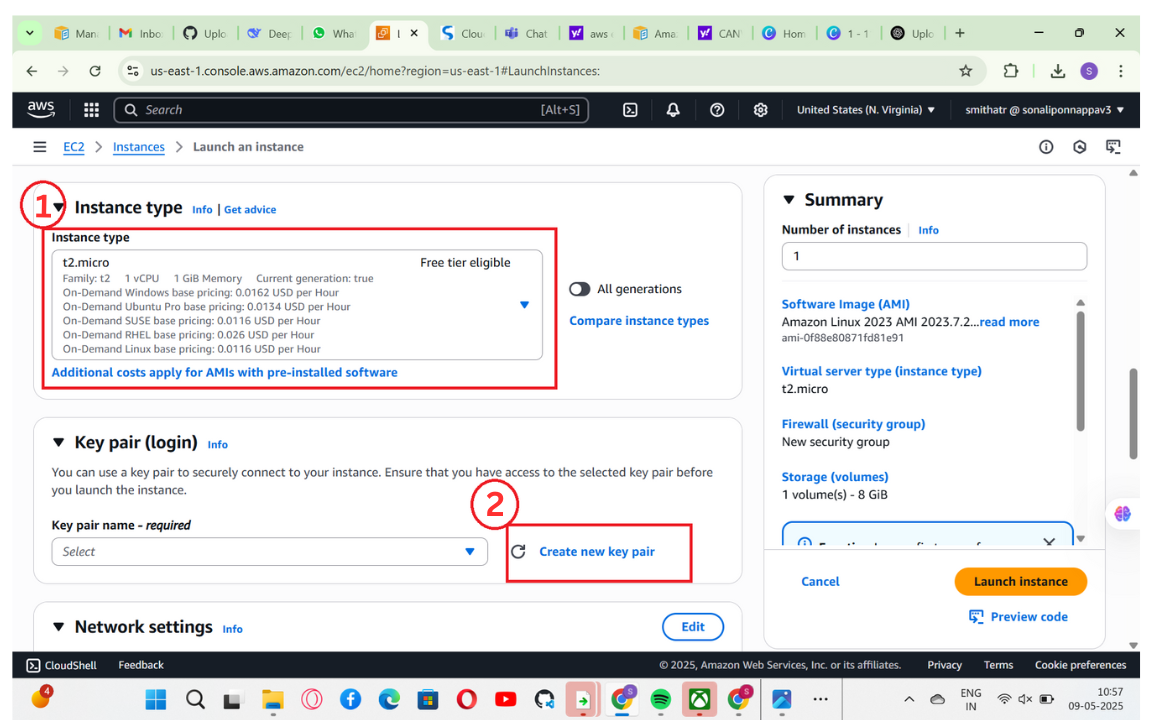 Man
Inbo
Uplo
Deep
What
Clou
Chat
aws
Ama
CAN
Hom
1 - 1
Uplo
us-east-1.console.aws.amazon.com/ec2/home?region=us-east-1#LaunchInstances:
S
aws
Search
[Alt+S]
United States (N. Virginia)
smithatr @ sonaliponnappav3
EC2 > Instances > Launch an instance
1
Instance type Info | Get advice
Instance type
t2.micro Free tier eligible
Family: t2 1 vCPU 1 GiB Memory Current generation: true
On-Demand Windows base pricing: 0.0162 USD per Hour
On-Demand Ubuntu Pro base pricing: 0.0134 USD per Hour
On-Demand SUSE base pricing: 0.0116 USD per Hour
On-Demand RHEL base pricing: 0.026 USD per Hour
On-Demand Linux base pricing: 0.0116 USD per Hour
Additional costs apply for AMIs with pre-installed software
All generations
Compare instance types
Key pair (login) Info
You can use a key pair to securely connect to your instance. Ensure that you have access to the selected key pair before
you launch the instance.
2
Key pair name - required
Select
Create new key pair
Network settings Info
Edit
Summary
Number of instances Info
1
Software Image (AMI)
Amazon Linux 2023 AMI 2023.7.2...read more
ami-0f88e80871fd81e91
Virtual server type (instance type)
t2.micro
Firewall (security group)
New security group
Storage (volumes)
1 volume(s) - 8 GiB
Cancel
Launch instance
Preview code
CloudShell Feedback
© 2025, Amazon Web Services, Inc. or its affiliates. Privacy Terms Cookie preferences
4
S
S
ENG
IN
10:57
09-05-2025